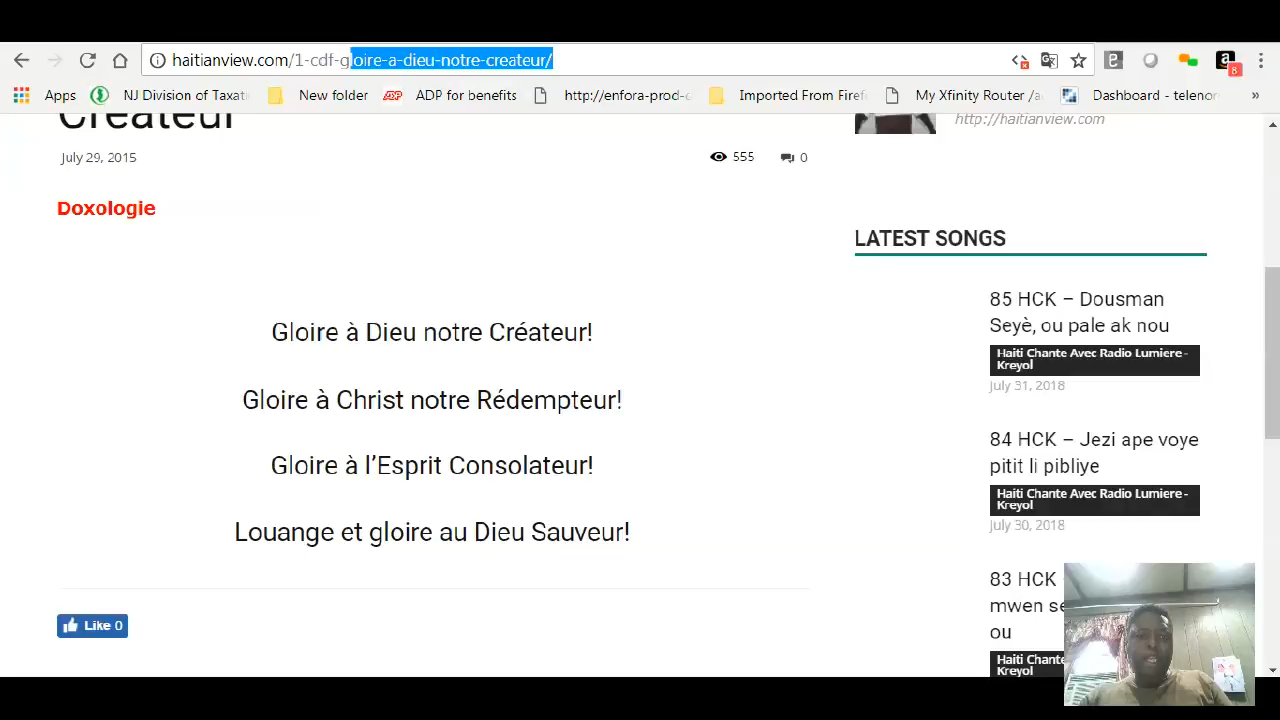 haitianview.com/1-cdf-gloire-a-dieu-notre-createur/
8
Apps
NJ Division of Taxati
New folder
ADP
ADP for benefits
http://enfora-prod-c
Imported From Firef
My Xfinity Router /a
Dashboard - telenor
»
Créateur
July 29, 2015
555
0
http://haitianview.com
Doxologie
Gloire à Dieu notre Créateur!
Gloire à Christ notre Rédempteur!
Gloire à l’Esprit Consolateur!
Louange et gloire au Dieu Sauveur!
Like 0
LATEST SONGS
85 HCK – Dousman
Seyè, ou pale ak nou
Haiti Chante Avec Radio Lumiere -
Kreyol
July 31, 2018
84 HCK – Jezi ape voye
pitit li pibliye
Haiti Chante Avec Radio Lumiere -
Kreyol
July 30, 2018
83 HCK
mwen se
ou
Haiti Chante
Kreyol